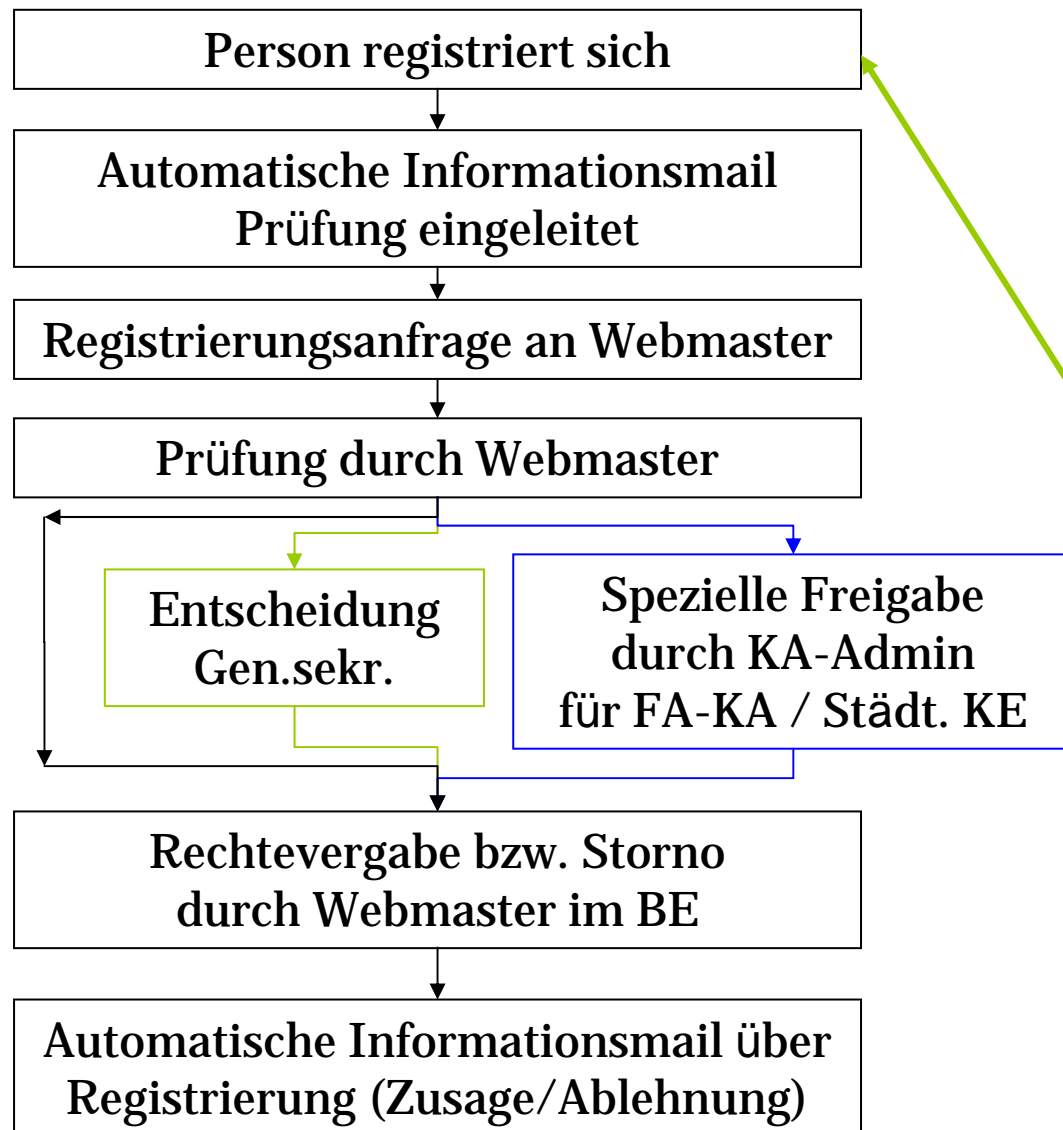 Person registriert sich
Automatische Informationsmail
Prüfung eingeleitet
Registrierungsanfrage an Webmaster
Prüfung durch Webmaster
Entscheidung
Gen.sekr.
Spezielle Freigabe
durch KA-Admin
für FA-KA / Städt. KE
Rechtevergabe bzw. Storno
durch Webmaster im BE
Automatische Informationsmail über
Registrierung (Zusage/Ablehnung)